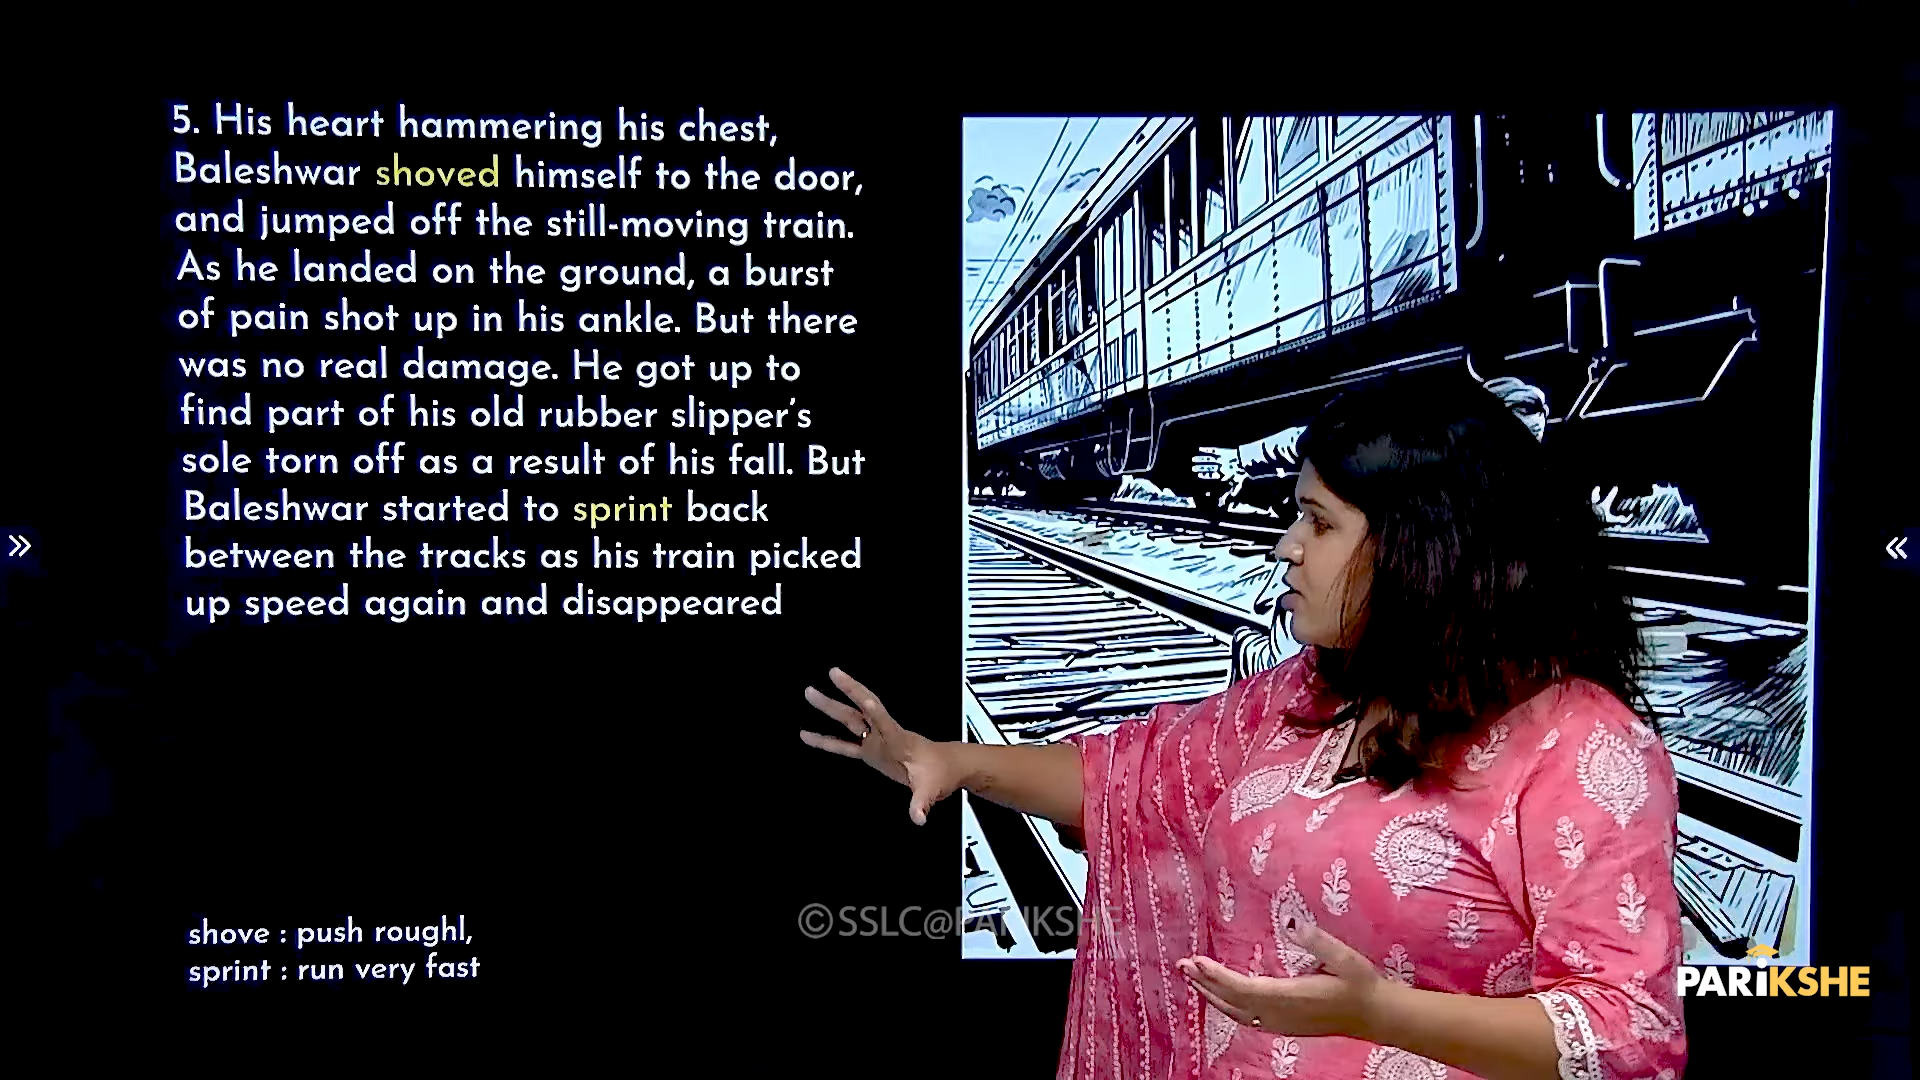 5. His heart hammering his chest,
Baleshwar shoved himself to the door,
and jumped off the still-moving train.
As he landed on the ground, a burst
of pain shot up in his ankle. But there
was no real damage. He got up to
find part of his old rubber slipper's
sole torn off as a result of his fall. But
Baleshwar started to sprint back
between the tracks as his train picked
up speed again and disappeared
shove : push roughl,
sprint : run very fast
©SSLC@PARIKSHE
PARIKSHE